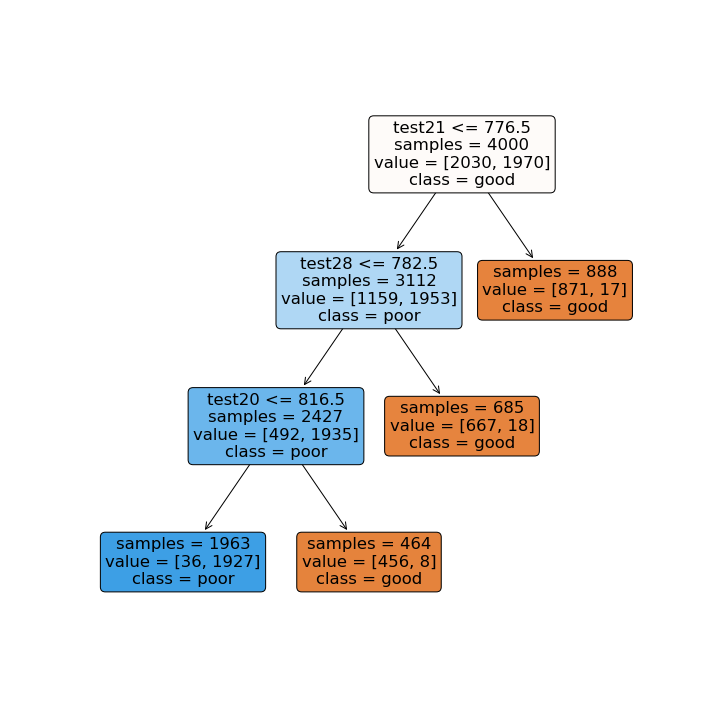 test21 <= 776.5
samples = 4000
value = [2030, 1970]
class = good
test28 <= 782.5
samples = 3112
value = [1159, 1953]
class = poor
samples = 888
value = [871, 17]
class = good
test20 <= 816.5
samples = 2427
value = [492, 1935]
class = poor
samples = 685
value = [667, 18]
class = good
samples = 1963
value = [36, 1927]
class = poor
samples = 464
value = [456, 8]
class = good